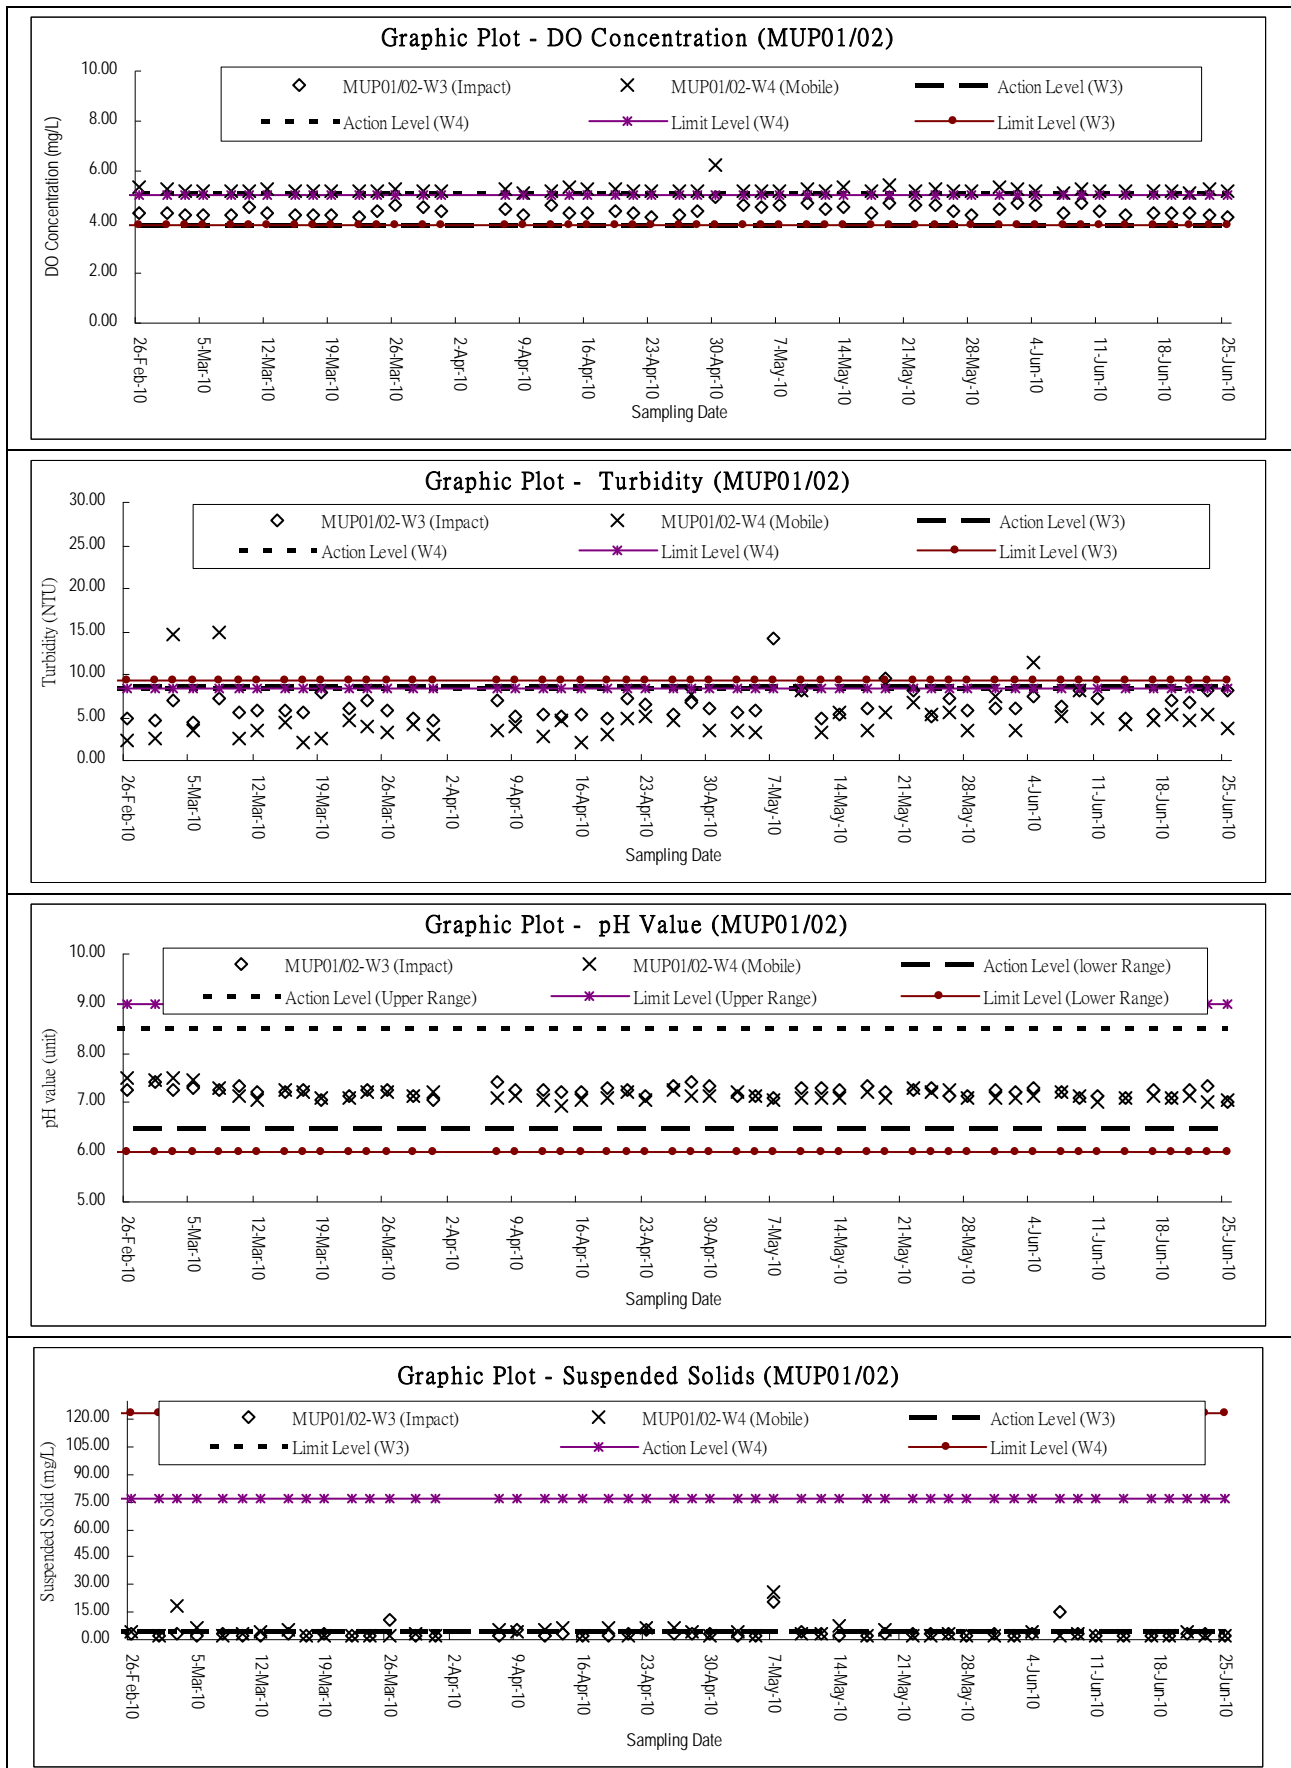 Graphic Plot - DO Concentration (MUP01/02)
10.00
8.00
6.00
4.00
2.00
0.00
DO Concentration (mg/L)
MUP01/02-W3 (Impact)
MUP01/02-W4 (Mobile)
Action Level (W3)
Action Level (W4)
Limit Level (W4)
Limit Level (W3)
26-Feb-10
5-Mar-10
12-Mar-10
19-Mar-10
26-Mar-10
2-Apr-10
9-Apr-10
16-Apr-10
23-Apr-10
30-Apr-10
7-May-10
14-May-10
21-May-10
28-May-10
4-Jun-10
11-Jun-10
18-Jun-10
25-Jun-10
Sampling Date
Graphic Plot - Turbidity (MUP01/02)
30.00
25.00
20.00
15.00
10.00
5.00
0.00
Turbidity (NTU)
MUP01/02-W3 (Impact)
MUP01/02-W4 (Mobile)
Action Level (W3)
Action Level (W4)
Limit Level (W4)
Limit Level (W3)
26-Feb-10
5-Mar-10
12-Mar-10
19-Mar-10
26-Mar-10
2-Apr-10
9-Apr-10
16-Apr-10
23-Apr-10
30-Apr-10
7-May-10
14-May-10
21-May-10
28-May-10
4-Jun-10
11-Jun-10
18-Jun-10
25-Jun-10
Sampling Date
Graphic Plot - pH Value (MUP01/02)
10.00
9.00
8.00
7.00
6.00
5.00
pH value (unit)
MUP01/02-W3 (Impact)
MUP01/02-W4 (Mobile)
Action Level (lower Range)
Action Level (Upper Range)
Limit Level (Upper Range)
Limit Level (Lower Range)
26-Feb-10
5-Mar-10
12-Mar-10
19-Mar-10
26-Mar-10
2-Apr-10
9-Apr-10
16-Apr-10
23-Apr-10
30-Apr-10
7-May-10
14-May-10
21-May-10
28-May-10
4-Jun-10
11-Jun-10
18-Jun-10
25-Jun-10
Sampling Date
Graphic Plot - Suspended Solids (MUP01/02)
120.00
105.00
90.00
75.00
60.00
45.00
30.00
15.00
0.00
Suspended Solid (mg/L)
MUP01/02-W3 (Impact)
MUP01/02-W4 (Mobile)
Action Level (W3)
Limit Level (W3)
Action Level (W4)
Limit Level (W4)
26-Feb-10
5-Mar-10
12-Mar-10
19-Mar-10
26-Mar-10
2-Apr-10
9-Apr-10
16-Apr-10
23-Apr-10
30-Apr-10
7-May-10
14-May-10
21-May-10
28-May-10
4-Jun-10
11-Jun-10
18-Jun-10
25-Jun-10
Sampling Date